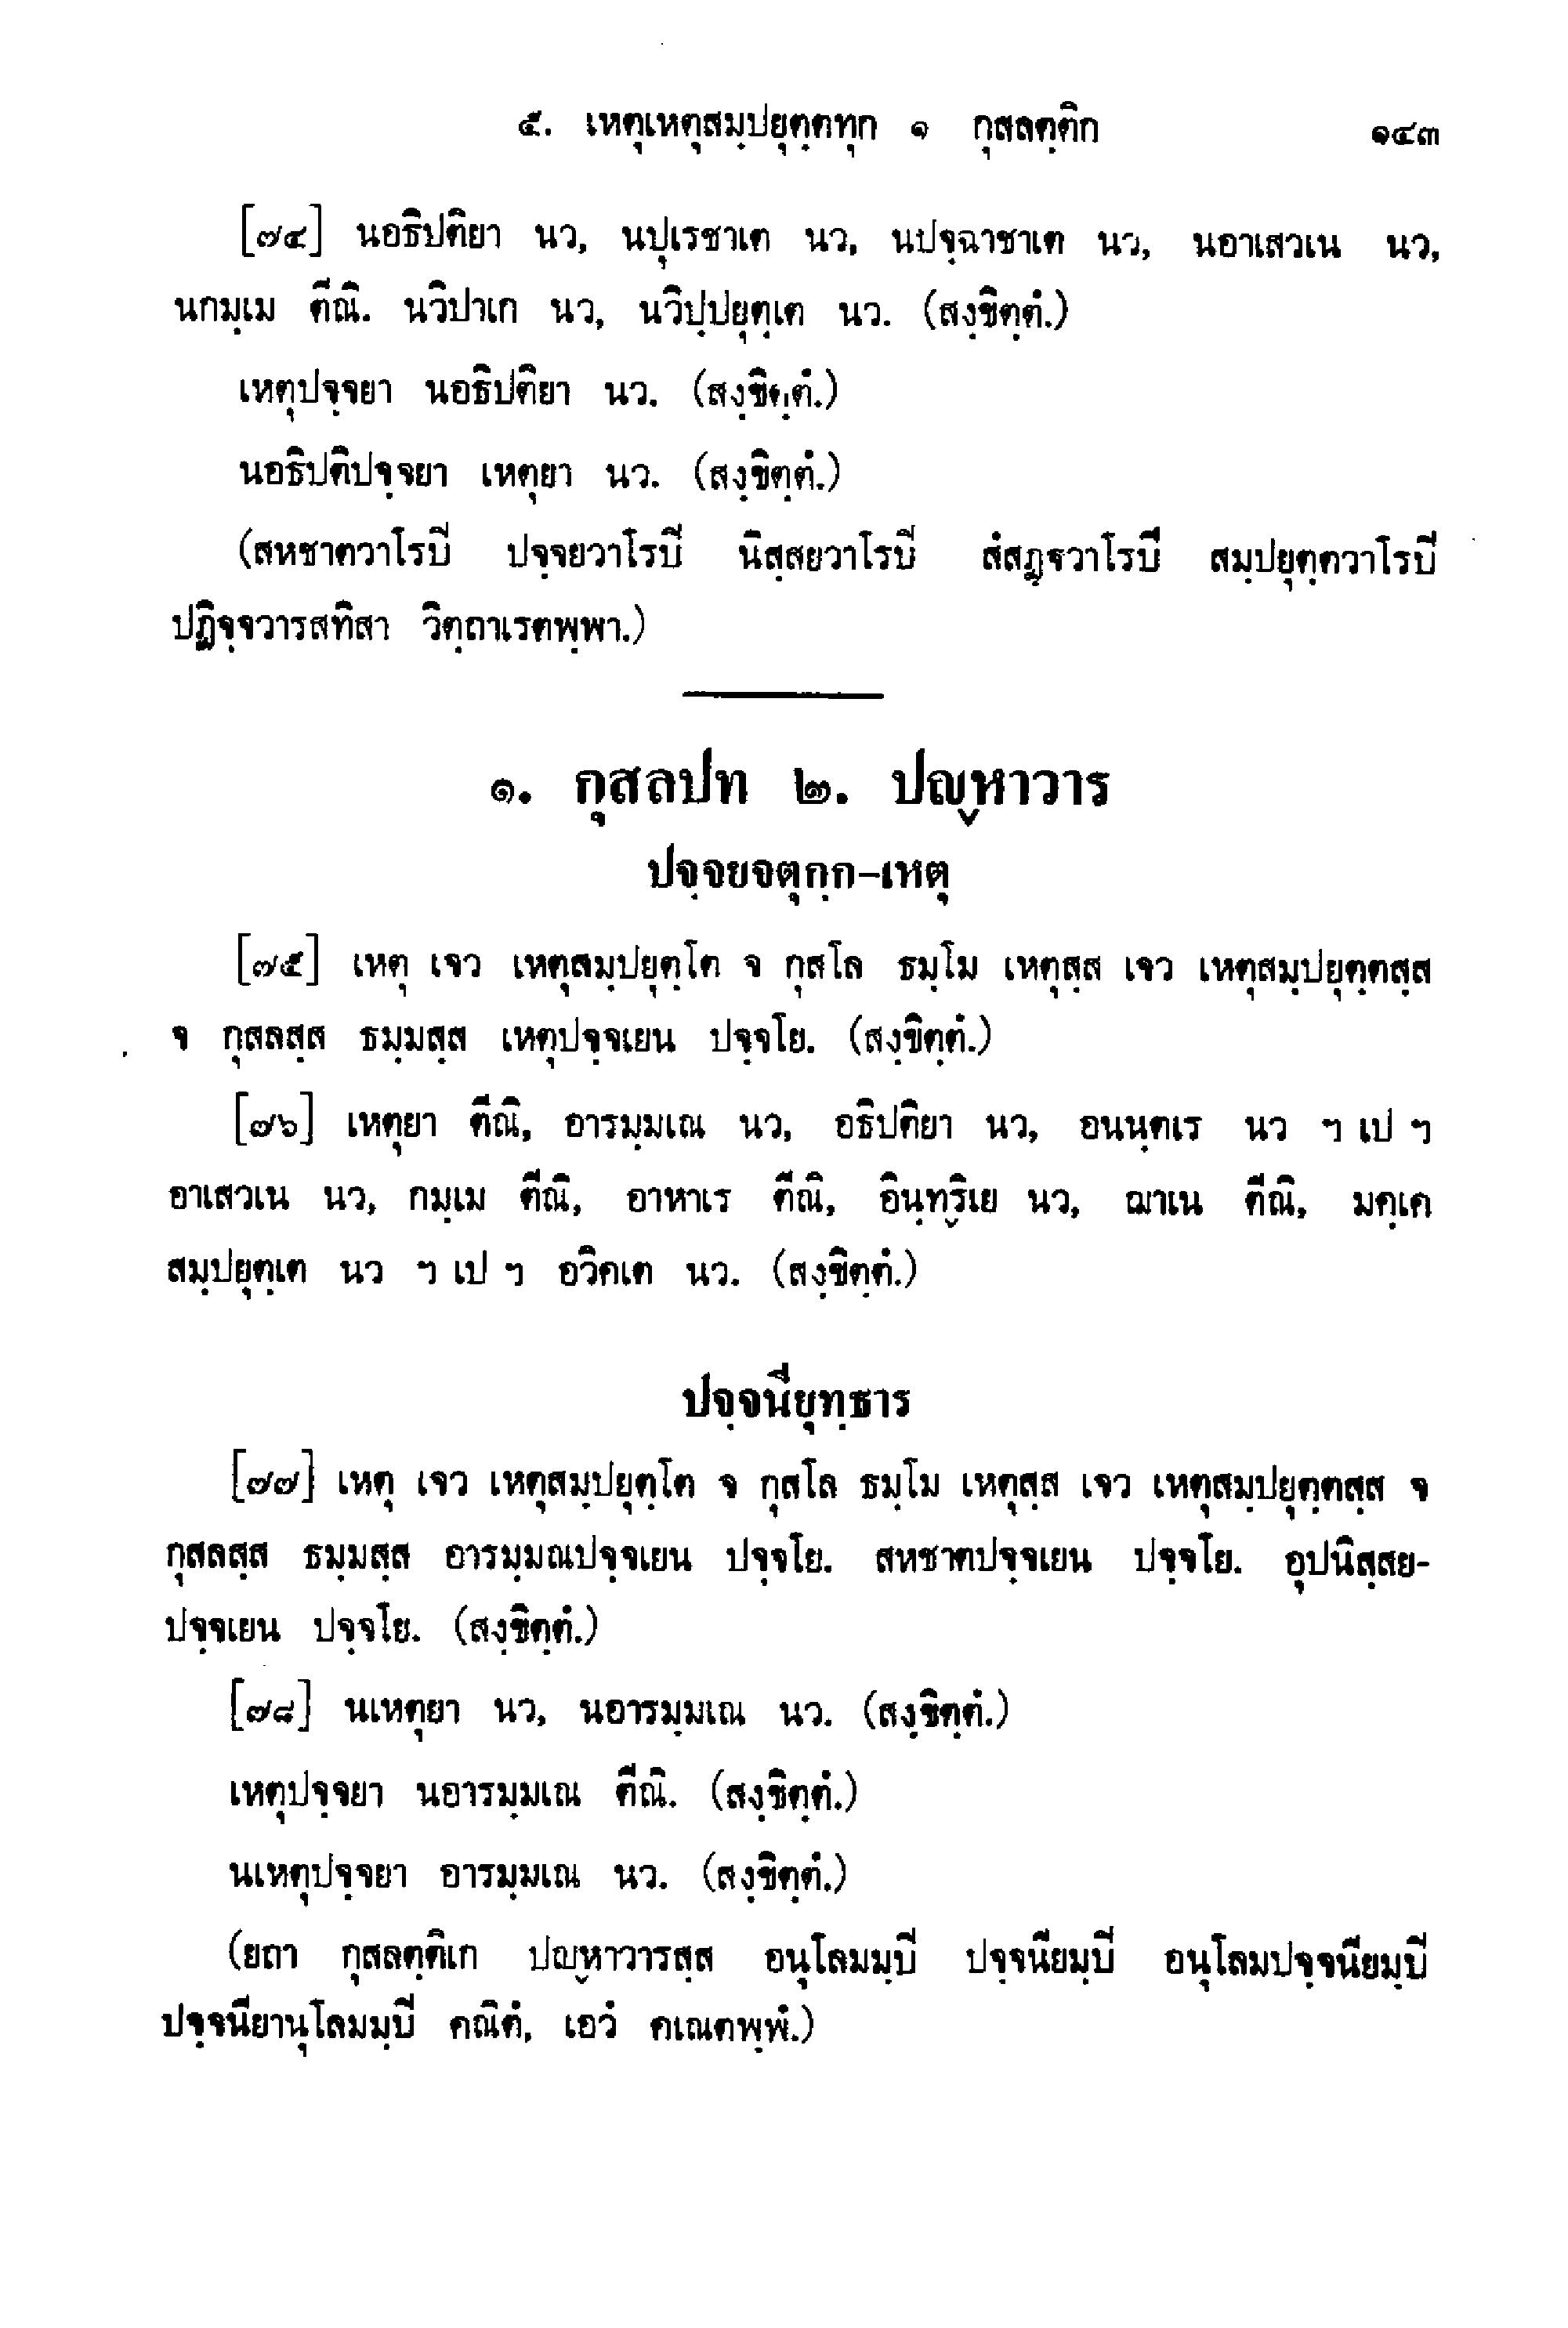 ๕. เหตุเหตุสมฺปยุตฺตทุก ๑ กุสลตฺติก ๑๔๓
[๗๔] นอธิปติยา นว, นปุเรชาเต นว, นปจฺฉาชาเต นว, นอาเสวเน นว,
นกมฺเม ตีณิ. นวิปาเก นว, นวิปฺปยุตฺเต นว. (สงฺขิตฺตํ.)
เหตุปจฺจยา นอธิปติยา นว. (สงฺขิตฺตํ.)
นอธิปติปจฺจยา เหตุยา นว. (สงฺขิตฺตํ.)
(สหชาตวาโรปี ปจฺจยวาโรปี นิสฺสยวาโรปี สํสฏฺฐวาโรปี สมฺปยุตฺตวาโรปี
ปฏิจฺจวารสทิสา วิตฺถาเรตพฺพา.)
๑. กุสลปท ๒. ปญฺหาวาร
ปจฺจยจตุกฺก-เหตุ
[๗๕] เหตุ เจว เหตุสมฺปยุตฺโต จ กุสโล ธมฺโม เหตุสฺส เจว เหตุสมฺปยุตฺตสฺส
จ กุสลสฺส ธมฺมสฺส เหตุปจฺจเยน ปจฺจโย. (สงฺขิตฺตํ.)
[๗๖] เหตุยา ตีณิ, อารมฺมเณ นว, อธิปติยา นว, อนนฺตเร นว ฯ เป ฯ
อาเสวเน นว, กมฺเม ตีณิ, อาหาเร ตีณิ, อินฺทฺริเย นว, ฌาเน ตีณิ, มคฺเค
สมฺปยุตฺเต นว ฯ เป ฯ อวิคเต นว. (สงฺขิตฺตํ.)
ปจฺจนียุทฺธาร
[๗๗] เหตุ เจว เหตุสมฺปยุตฺโต จ กุสโล ธมฺโม เหตุสฺส เจว เหตุสมฺปยุตฺตสฺส จ
กุสลสฺส ธมฺมสฺส อารมฺมณปจฺจเยน ปจฺจโย. สหชาตปจฺจเยน ปจฺจโย. อุปนิสฺสย-
ปจฺจเยน ปจฺจโย. (สงฺขิตฺตํ.)
[๗๘] นเหตุยา นว, นอารมฺมเณ นว. (สงฺขิตฺตํ.)
เหตุปจฺจยา นอารมฺมเณ ตีณิ. (สงฺขิตฺตํ.)
นเหตุปจฺจยา อารมฺมเณ นว. (สงฺขิตฺตํ.)
(ยถา กุสลตฺติเก ปญฺหาวารสฺส อนุโลมมฺปี ปจฺจนียมฺปี อนุโลมปจฺจนียมฺปี
ปจฺจนียานุโลมมฺปี คณิตํ, เอวํ คเณตพฺพํ.)